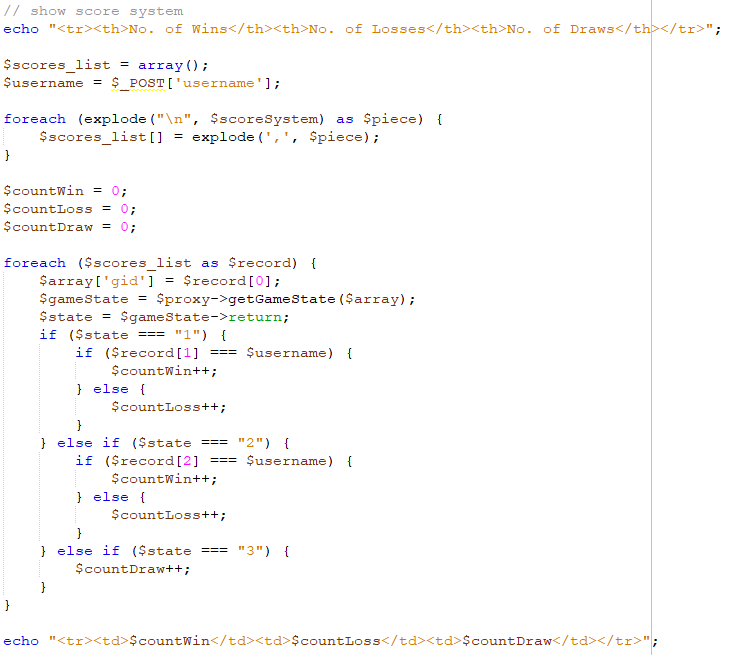 // show score system
echo "<tr><th>No. of Wins</th><th>No. of Losses</th><th>No. of Draws</th></tr>";

$scores_list = array();
$username = $_POST['username'];

foreach (explode("\n", $scoreSystem) as $piece) {
    $scores_list[] = explode(',', $piece);
}

$countWin = 0;
$countLoss = 0;
$countDraw = 0;

foreach ($scores_list as $record) {
    $array['gid'] = $record[0];
    $gameState = $proxy->getGameState($array);
    $state = $gameState->return;
    if ($state === "1") {
        if ($record[1] === $username) {
            $countWin++;
        } else {
            $countLoss++;
        }
    } else if ($state === "2") {
        if ($record[2] === $username) {
            $countWin++;
        } else {
            $countLoss++;
        }
    } else if ($state === "3") {
        $countDraw++;
    }
}

echo "<tr><td>$countWin</td><td>$countLoss</td><td>$countDraw</td></tr>";